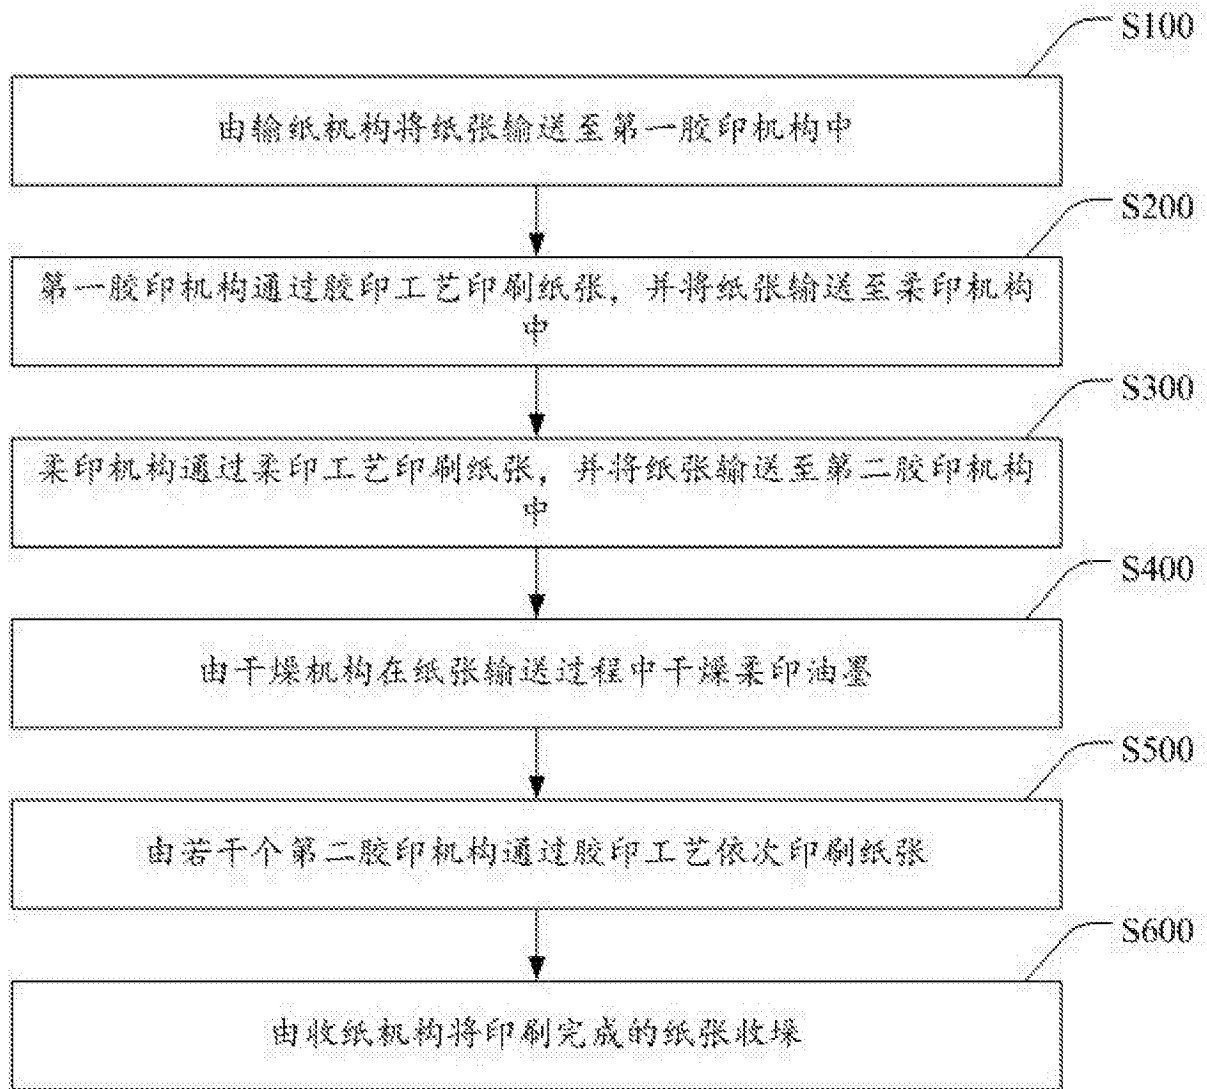 S100
由输纸机构将纸张输送至第一胶印机构中
S200
第一胶印机构通过胶印工艺印刷纸张，并将纸张输送至柔印机构
中
S300
柔印机构通过柔印工艺印刷纸张，并将纸张输送至第二胶印机构
中
S400
由干燥机构在纸张输送过程中干燥柔印油墨
S500
由若干个第二胶印机构通过胶印工艺依次印刷纸张
S600
由收纸机构将印刷完成的纸张收垛